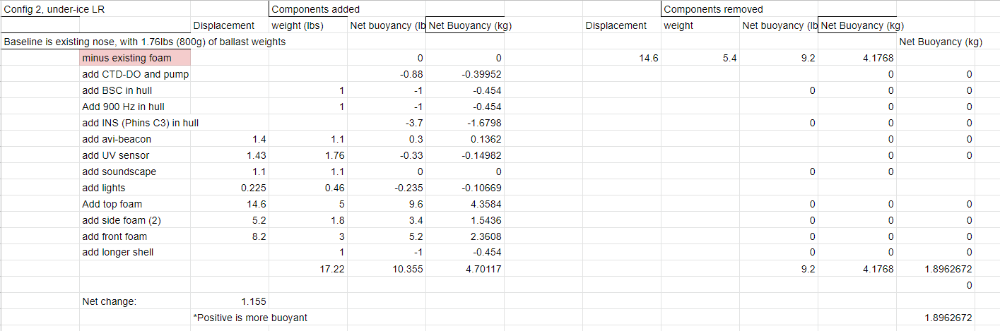 Config 2, under-ice LR Components added Components removed
Displacement weight (lbs) Net buoyancy (lb Net Buoyancy (kg) Displacement weight Net buoyancy (lb Net Buoyancy (kg)
Baseline is existing nose, with 1.76lbs (800g) of ballast weights Net Buoyancy (kg)
minus existing foam 0 0 14.6 5.4 9.2 4.1768
add CTD-DO and pump -0.88 -0.39952 0 0
add BSC in hull 1 -1 -0.454 0 0 0
Add 900 Hz in hull 1 -1 -0.454 0 0
add INS (Phins C3) in hull -3.7 -1.6798 0 0 0
add avi-beacon 1.4 1.1 0.3 0.1362 0 0
add UV sensor 1.43 1.76 -0.33 -0.14982 0 0
add soundscape 1.1 1.1 0 0 0 0
add lights 0.225 0.46 -0.235 -0.10669
Add top foam 14.6 5 9.6 4.3584 0 0 0
add side foam (2) 5.2 1.8 3.4 1.5436 0 0 0
add front foam 8.2 3 5.2 2.3608 0 0 0
add longer shell 1 -1 -0.454 0 0 0
17.22 10.355 4.70117 9.2 4.1768 1.8962672
0
Net change: 1.155
*Positive is more buoyant 1.8962672